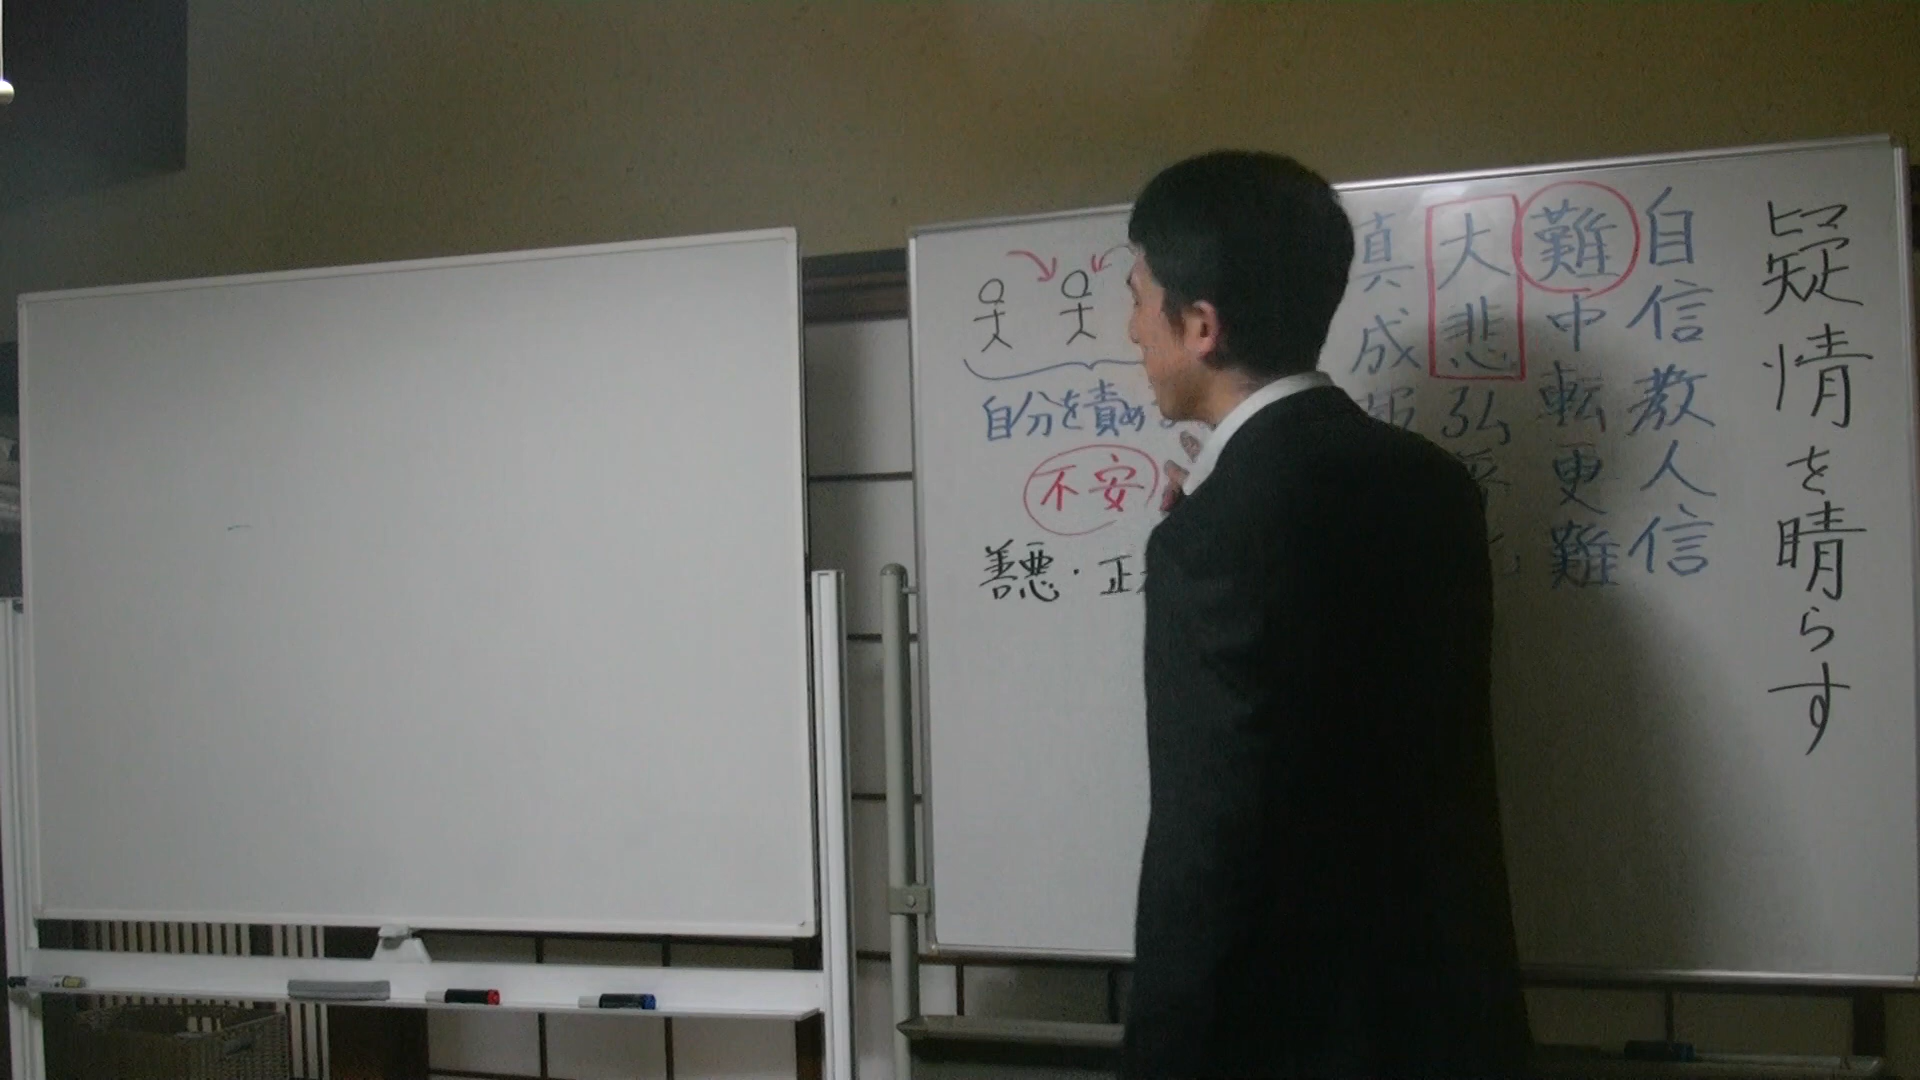 疑情を晴らす
自信教人信
難中転更難
大悲弘
真成
自分を責め
不安
善悪・正